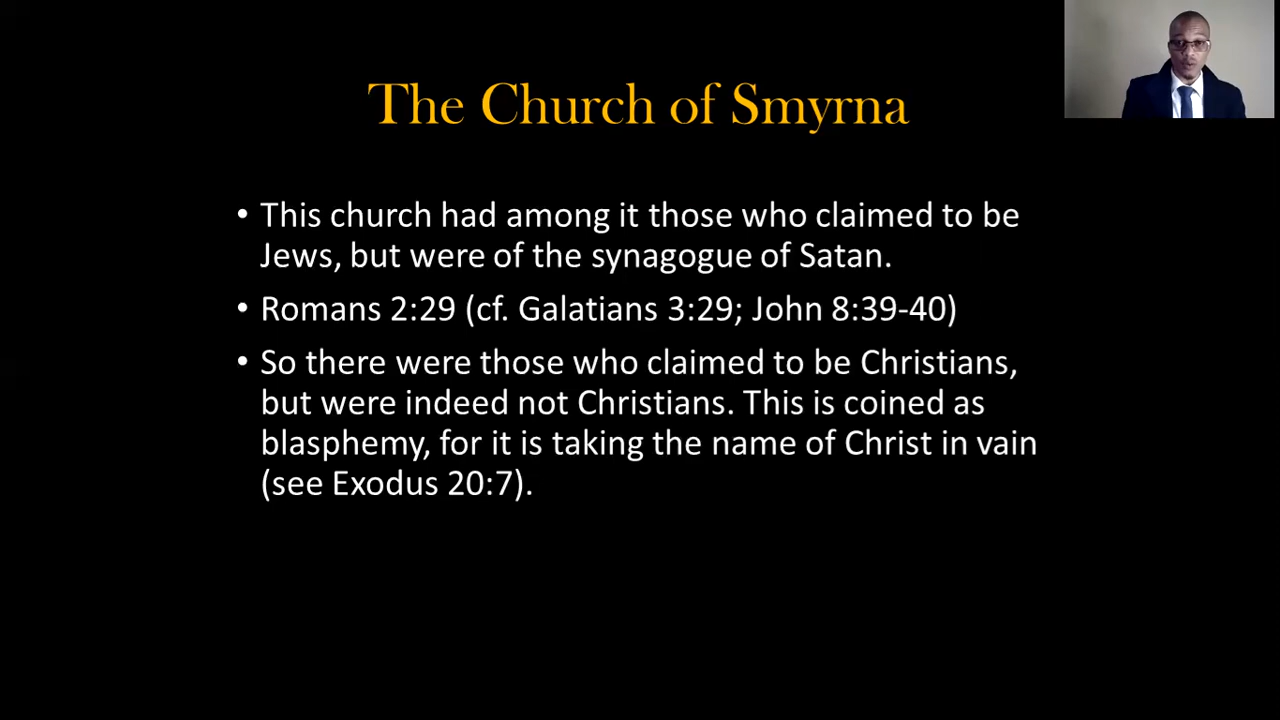 The Church of Smyrna
• This church had among it those who claimed to be
Jews, but were of the synagogue of Satan.
• Romans 2:29 (cf. Galatians 3:29; John 8:39-40)
• So there were those who claimed to be Christians,
but were indeed not Christians. This is coined as
blasphemy, for it is taking the name of Christ in vain
(see Exodus 20:7).